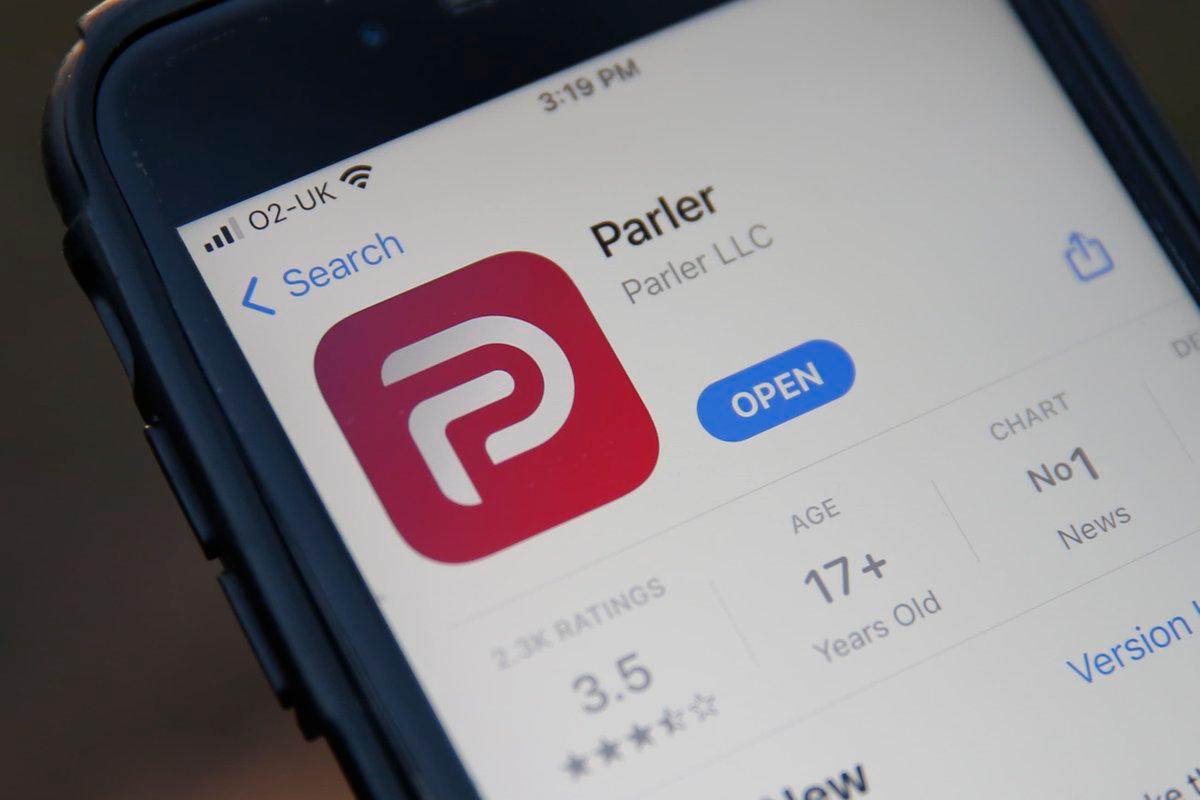 3:19 PM
O2-UK
Search
Parler
Parler LLC
OPEN
2.3K RATINGS
3.5
AGE
17+
Years Old
CHART
No1
News
DE
Version
New